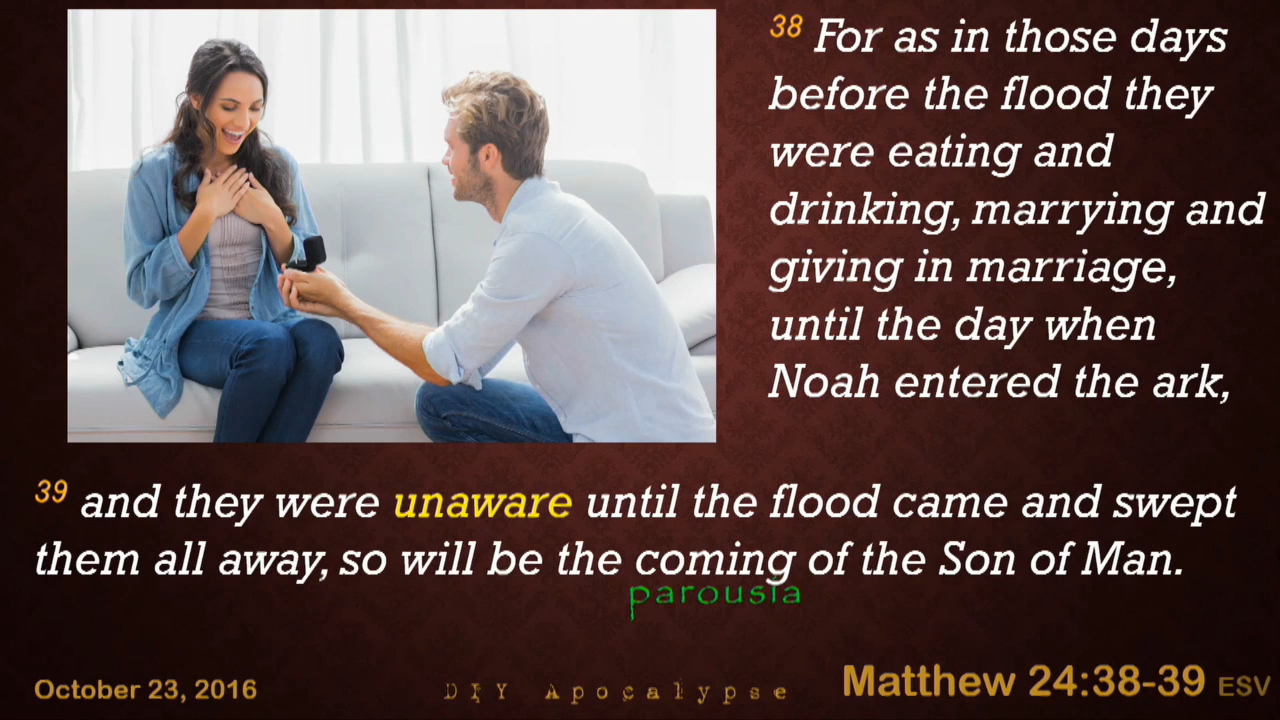 38 For as in those days
before the flood they
were eating and
drinking, marrying and
giving in marriage,
until the day when
Noah entered the ark,
39 and they were unaware until the flood came and swept
them all away, so will be the coming of the Son of Man.
parousia
October 23, 2016
DIY Apocalypse
Matthew 24:38-39 ESV